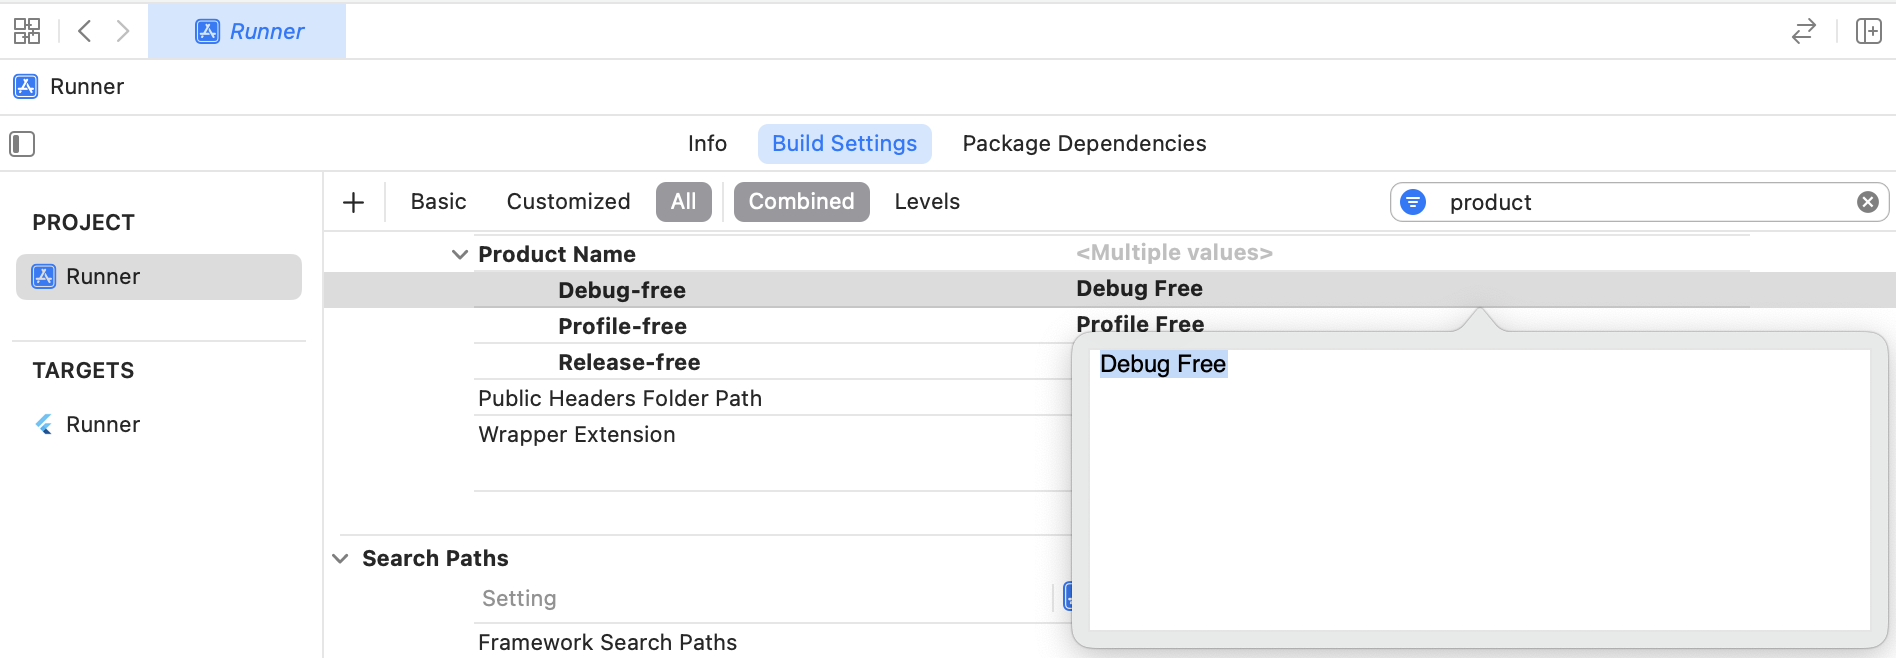 Runner
Runner
Info Build Settings Package Dependencies
PROJECT
Runner
TARGETS
Runner
Basic Customized All Combined Levels product
Product Name <Multiple values>
Debug-free Debug Free
Profile-free Profile Free
Release-free
Public Headers Folder Path
Wrapper Extension
Debug Free
Search Paths
Setting
Framework Search Paths